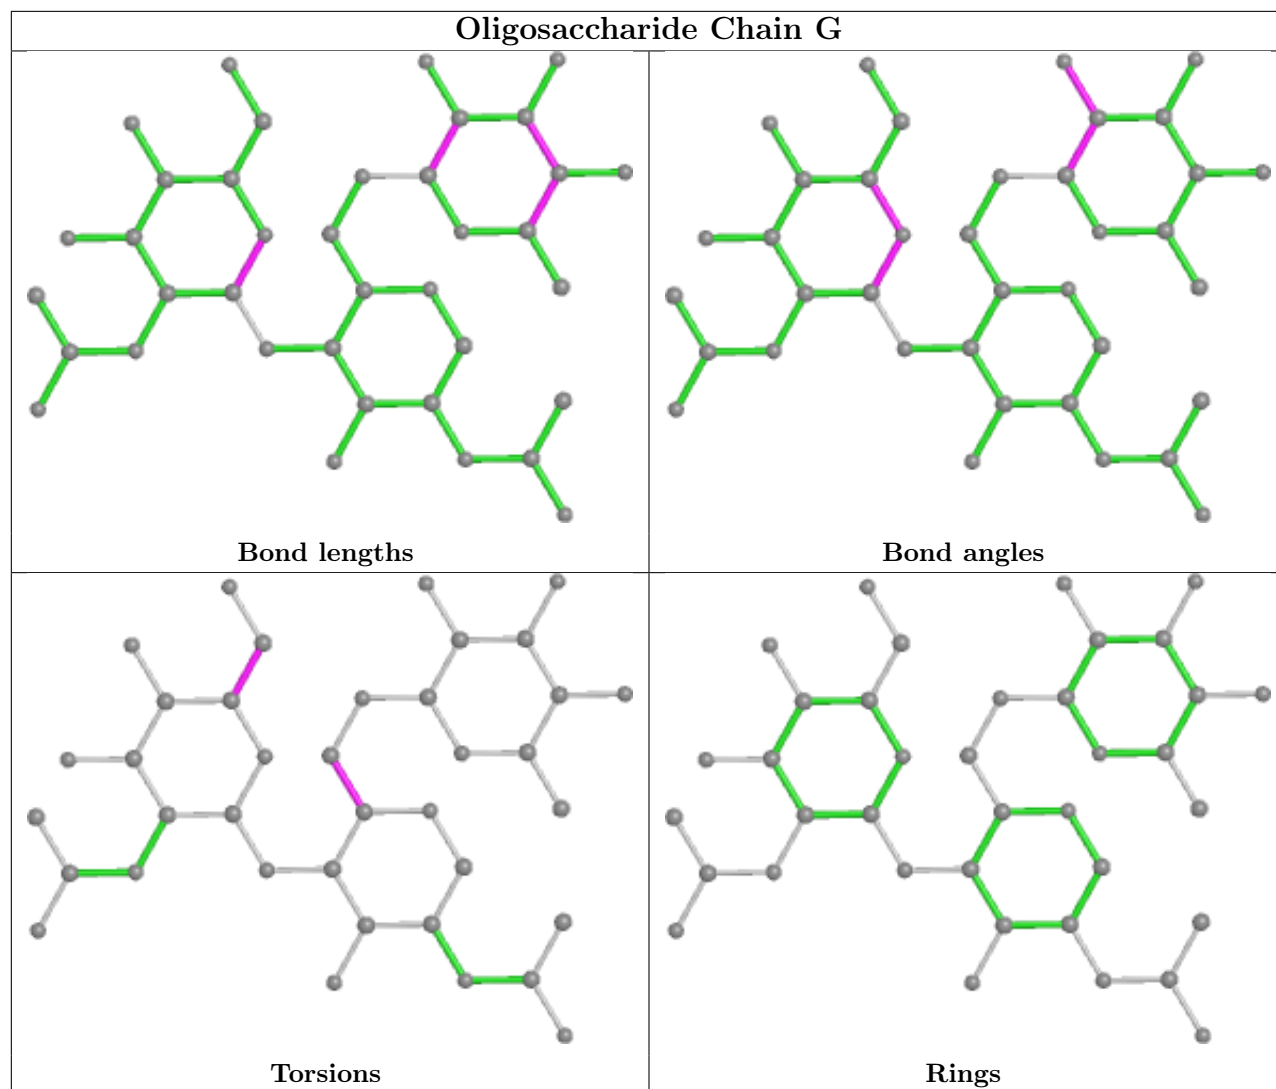 Oligosaccharide Chain G
Bond lengths
Bond angles
Torsions
Rings